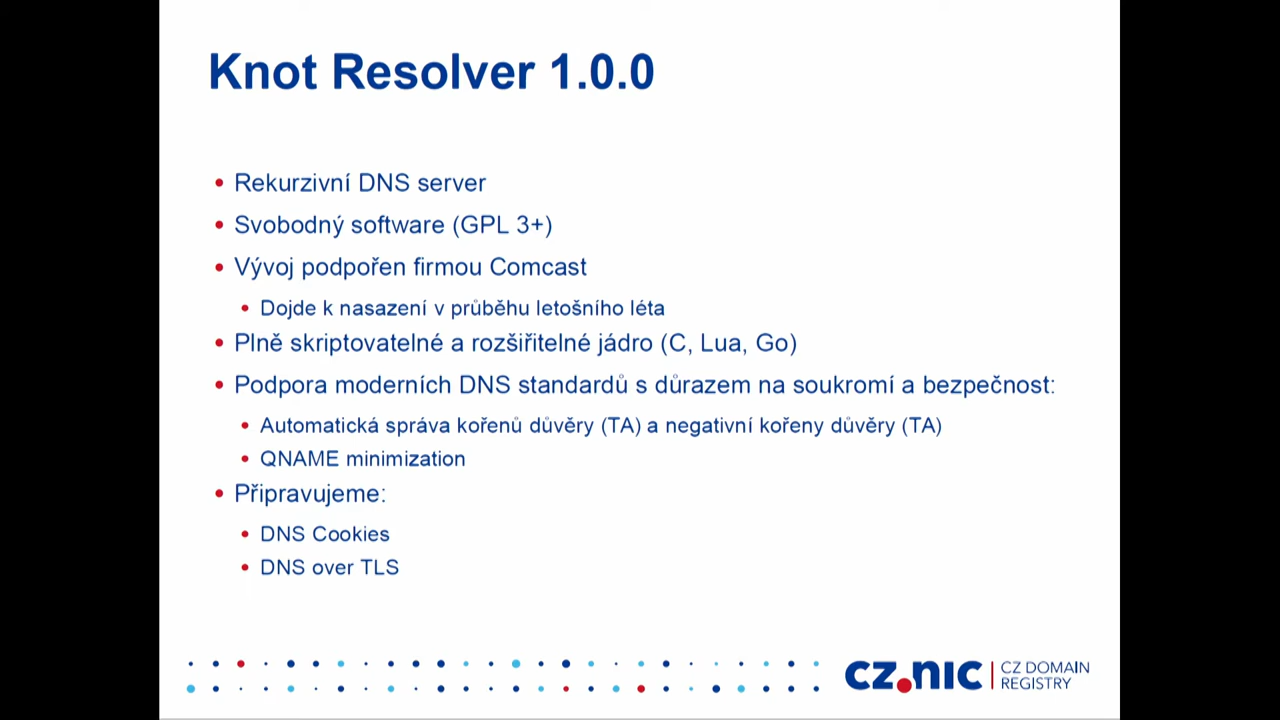 Knot Resolver 1.0.0
• Rekurzivní DNS server
• Svobodný software (GPL 3+)
• Vývoj podpořen firmou Comcast
• Dojde k nasazení v průběhu letošního léta
• Plně skriptovatelné a rozšiřitelné jádro (C, Lua, Go)
• Podpora moderních DNS standardů s důrazem na soukromí a bezpečnost:
• Automatická správa kořenů důvěry (TA) a negativní kořeny důvěry (TA)
• QNAME minimization
• Připravujeme:
• DNS Cookies
• DNS over TLS
CZ.NIC | CZ DOMAIN
REGISTRY